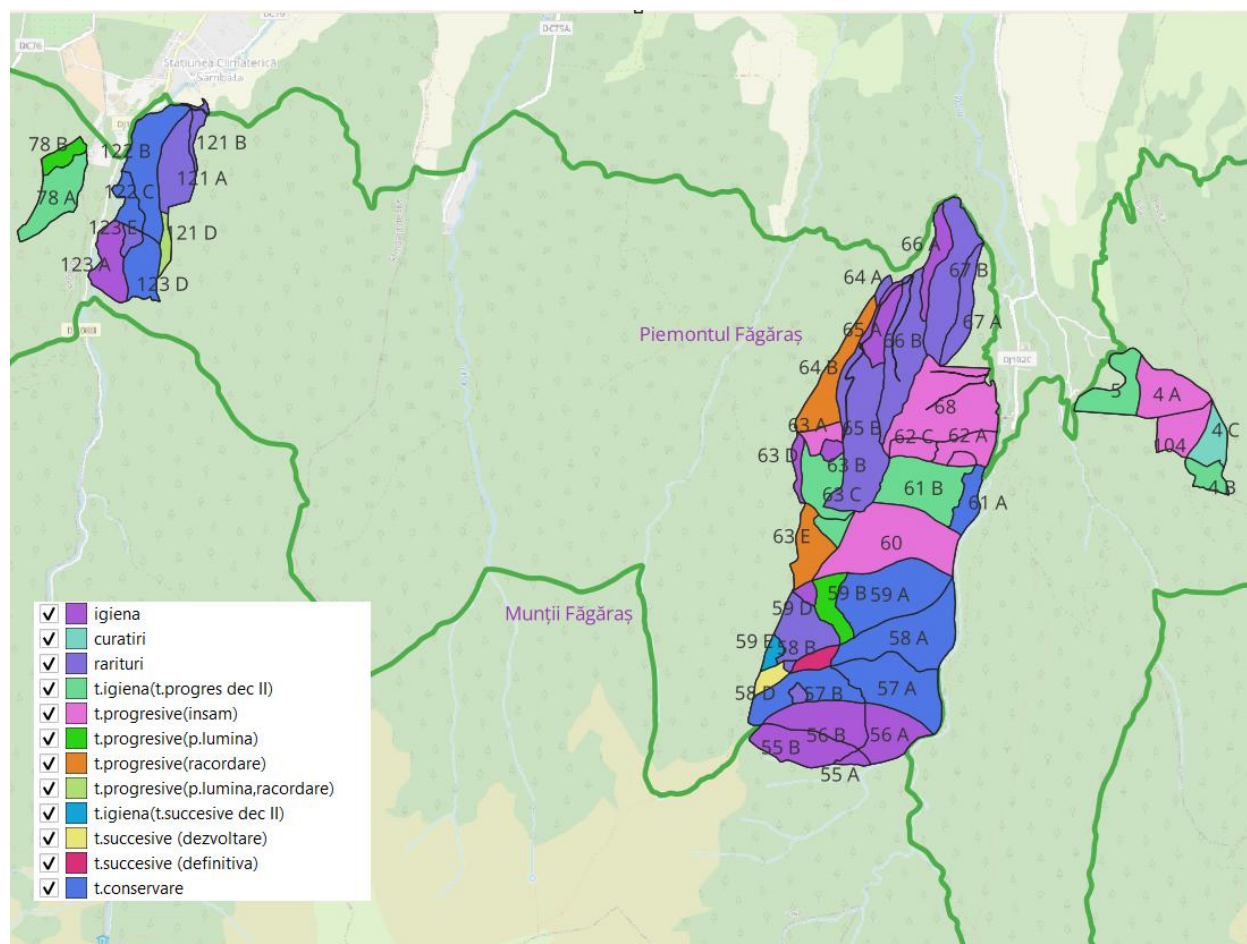 DC76
DC75A
Stațiunea Climaterică
Sâmbăta
78 B
122 B
121 B
78 A
122 C
121 A
123 E
121 D
123 A
123 D
66 A
64 A
67 B
65 A
66 B
67 A
Piemontul Făgăraș
DJ102C
64 B
5
4 A
68
63 A
65 B
62 C
62 A
4 C
104
63 D
63 B
61 B
4 B
63 C
61 A
63 E
60
59 B
59 A
Munții Făgăraș
59 D
59 E
58 B
58 A
58 D
57 B
57 A
56 B
56 A
55 B
55 A
igiena
curatiri
rarituri
t.igiena(t.progres dec II)
t.progresive(insam)
t.progresive(p.lumina)
t.progresive(racordare)
t.progresive(p.lumina,racordare)
t.igiena(t.succesive dec II)
t.succesive (dezvoltare)
t.succesive (definitiva)
t.conservare